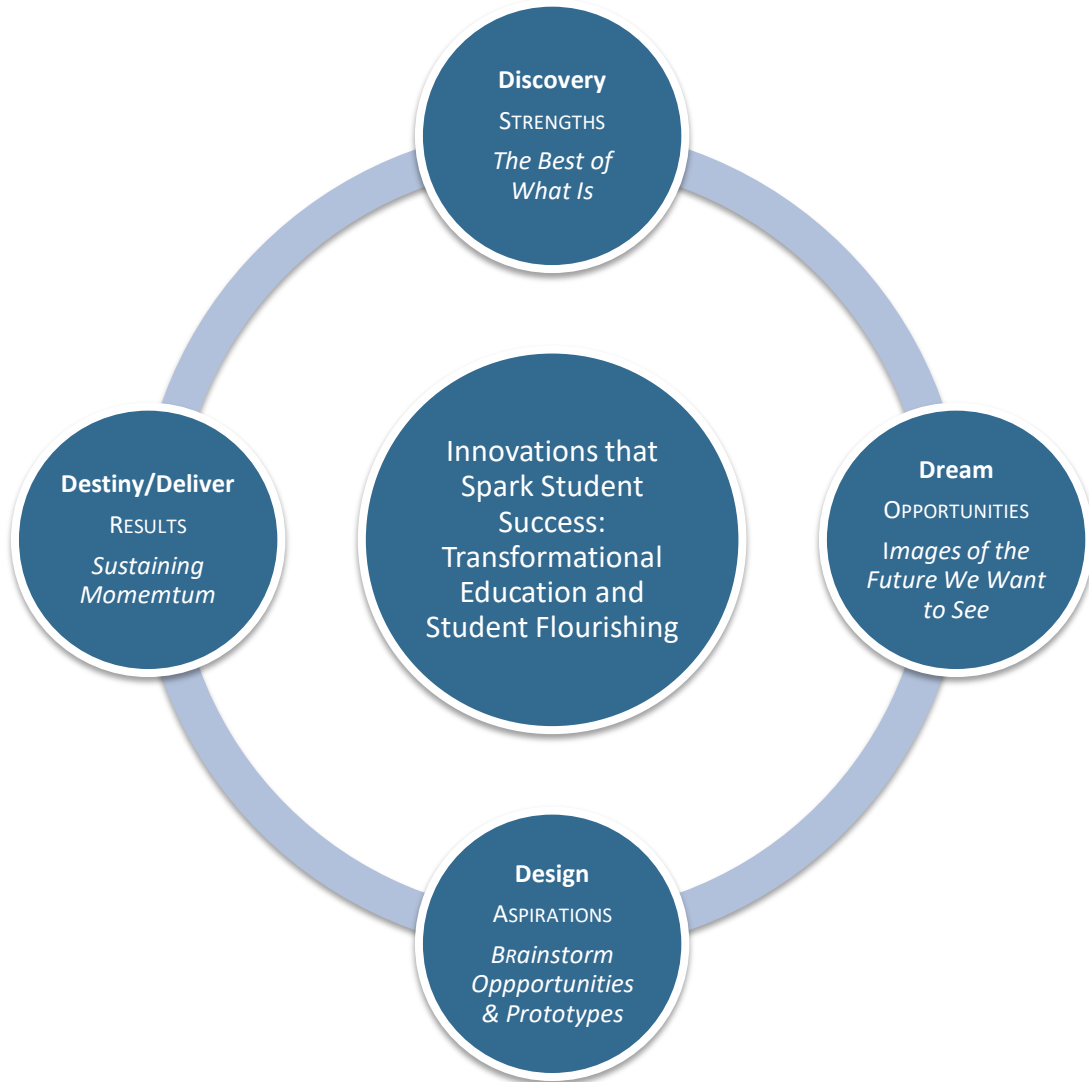 Discovery
STRENGTHS
The Best of
What Is
Innovations that
Spark Student
Success:
Transformational
Education and
Student Flourishing
Dream
OPPORTUNITIES
Images of the
Future We Want
to See
Design
ASPIRATIONS
BRainstorm
Oppportunities
& Prototypes
Destiny/Deliver
RESULTS
Sustaining
Momemtum